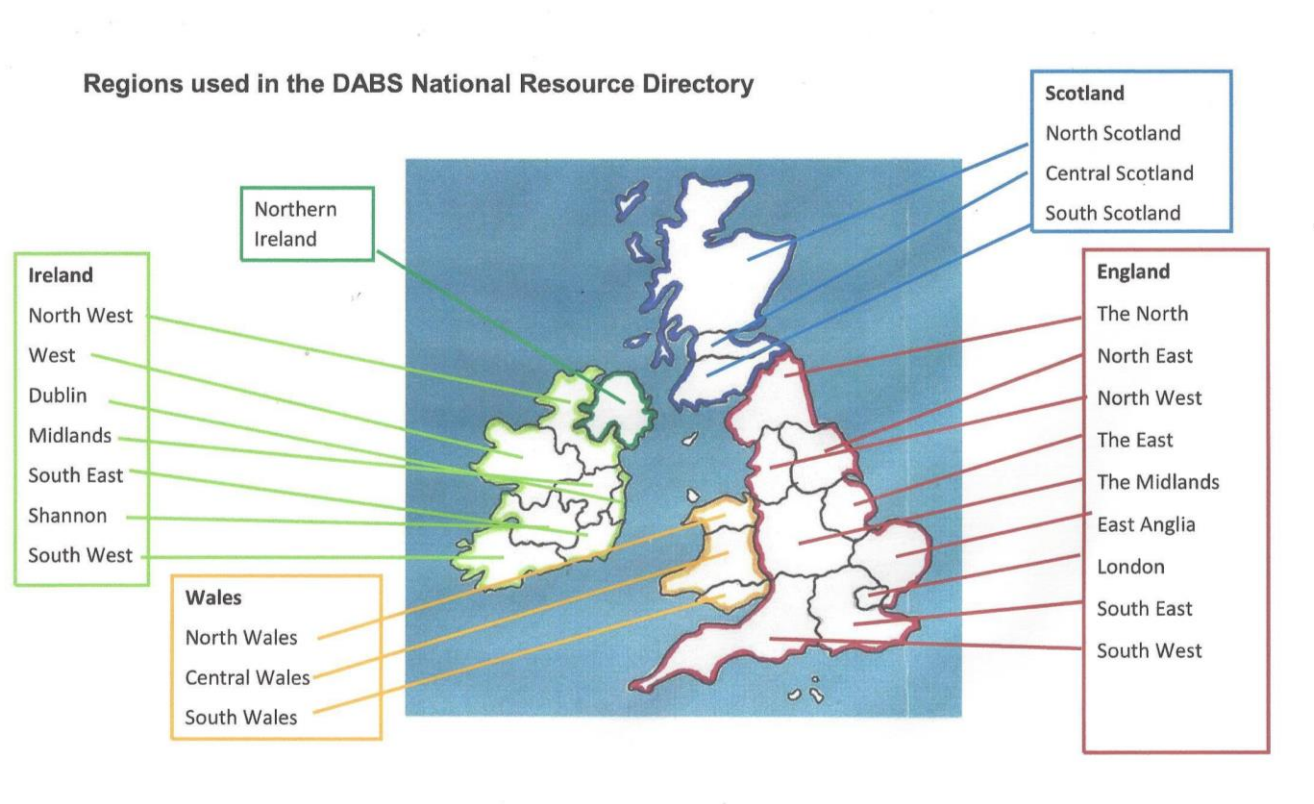 Regions used in the DABS National Resource Directory
Scotland
North Scotland
Central Scotland
South Scotland
Northern
Ireland
Ireland
North West
West
Dublin
Midlands
South East
Shannon
South West
England
The North
North East
North West
The East
The Midlands
East Anglia
London
South East
South West
Wales
North Wales
Central Wales
South Wales